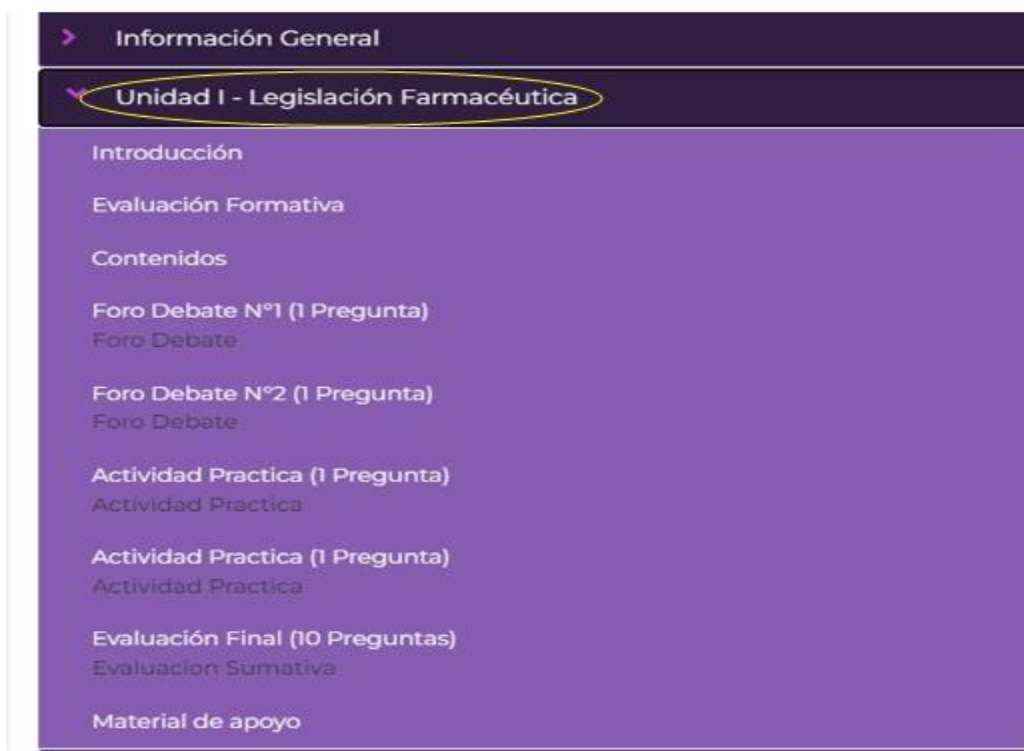 Información General
Unidad I - Legislación Farmacéutica
Introducción
Evaluación Formativa
Contenidos
Foro Debate N°1 (1 Pregunta)
Foro Debate
Foro Debate N°2 (1 Pregunta)
Foro Debate
Actividad Practica (1 Pregunta)
Actividad Practica
Actividad Practica (1 Pregunta)
Actividad Practica
Evaluación Final (10 Preguntas)
Evaluacion Sumativa
Material de apoyo